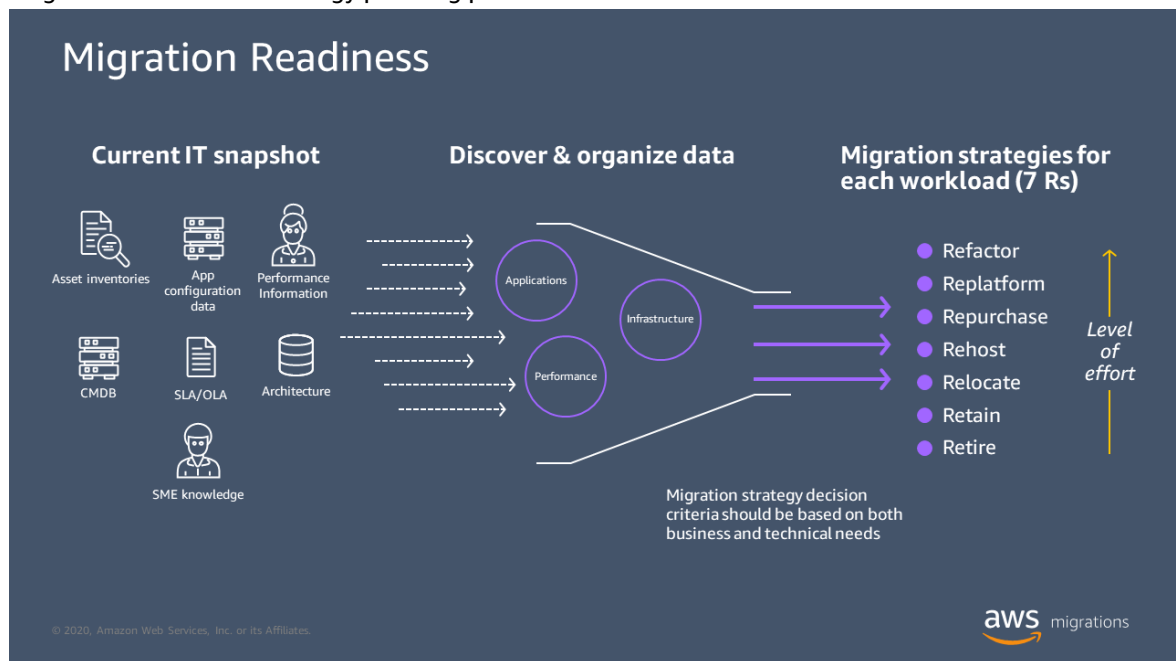 Migration Readiness
Current IT snapshot
Asset inventories
App
configuration
data
Performance
Information
CMDB
SLA/OLA
Architecture
SME knowledge
Discover & organize data
Applications
Infrastructure
Performance
Migration strategies for
each workload (7 Rs)
Refactor
Replatform
Repurchase
Rehost
Relocate
Retain
Retire
Level
of
effort
Migration strategy decision
criteria should be based on both
business and technical needs
© 2020, Amazon Web Services, Inc. or its Affiliates.
aws migrations